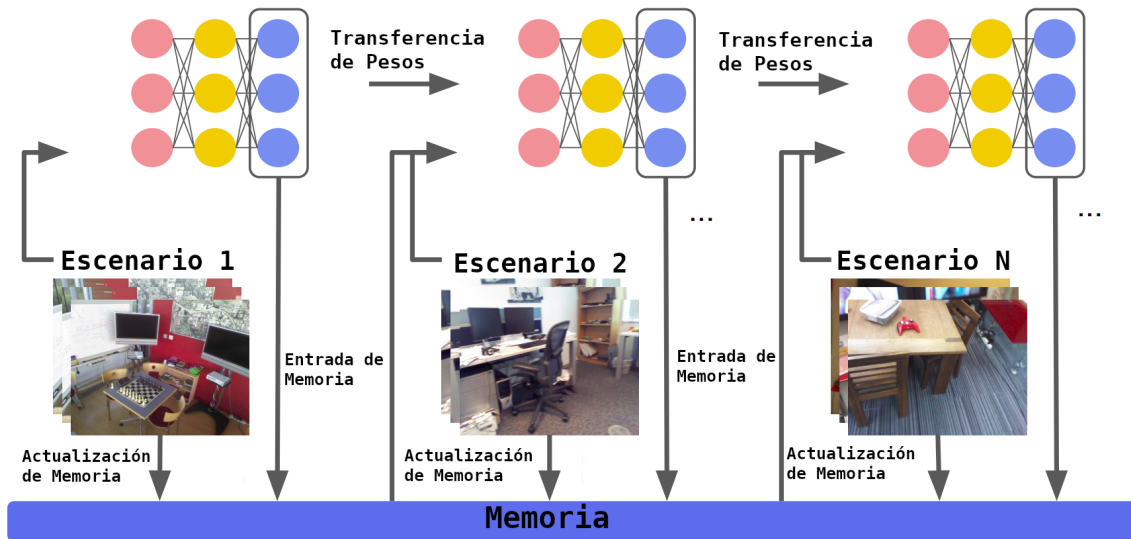 Transferencia
de Pesos
Transferencia
de Pesos
...
...
Escenario 1
Escenario 2
Escenario N
Entrada de
Memoria
Entrada de
Memoria
Actualización
de Memoria
Actualización
de Memoria
Actualización
de Memoria
Memoria